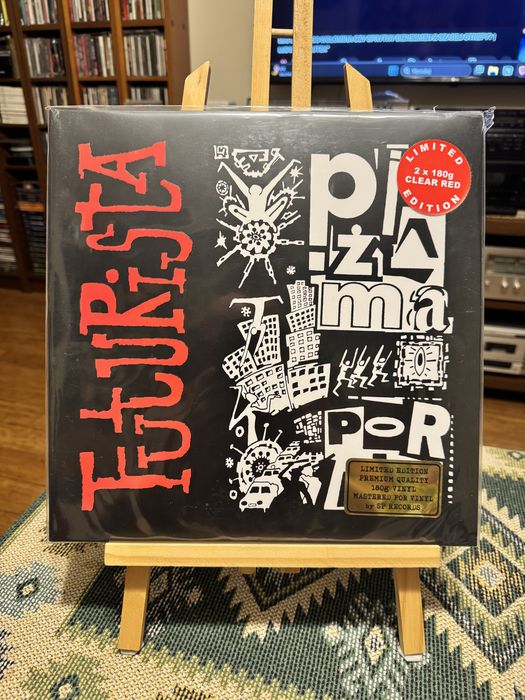 FUTURiSTA
piżama
PoR
LIMITED
2 x 180g
CLEAR RED
EDITION
LIMITED EDITION
PREMIUM QUALITY
180g VINYL
MASTERED FOR VINYL
by SP RECORDS